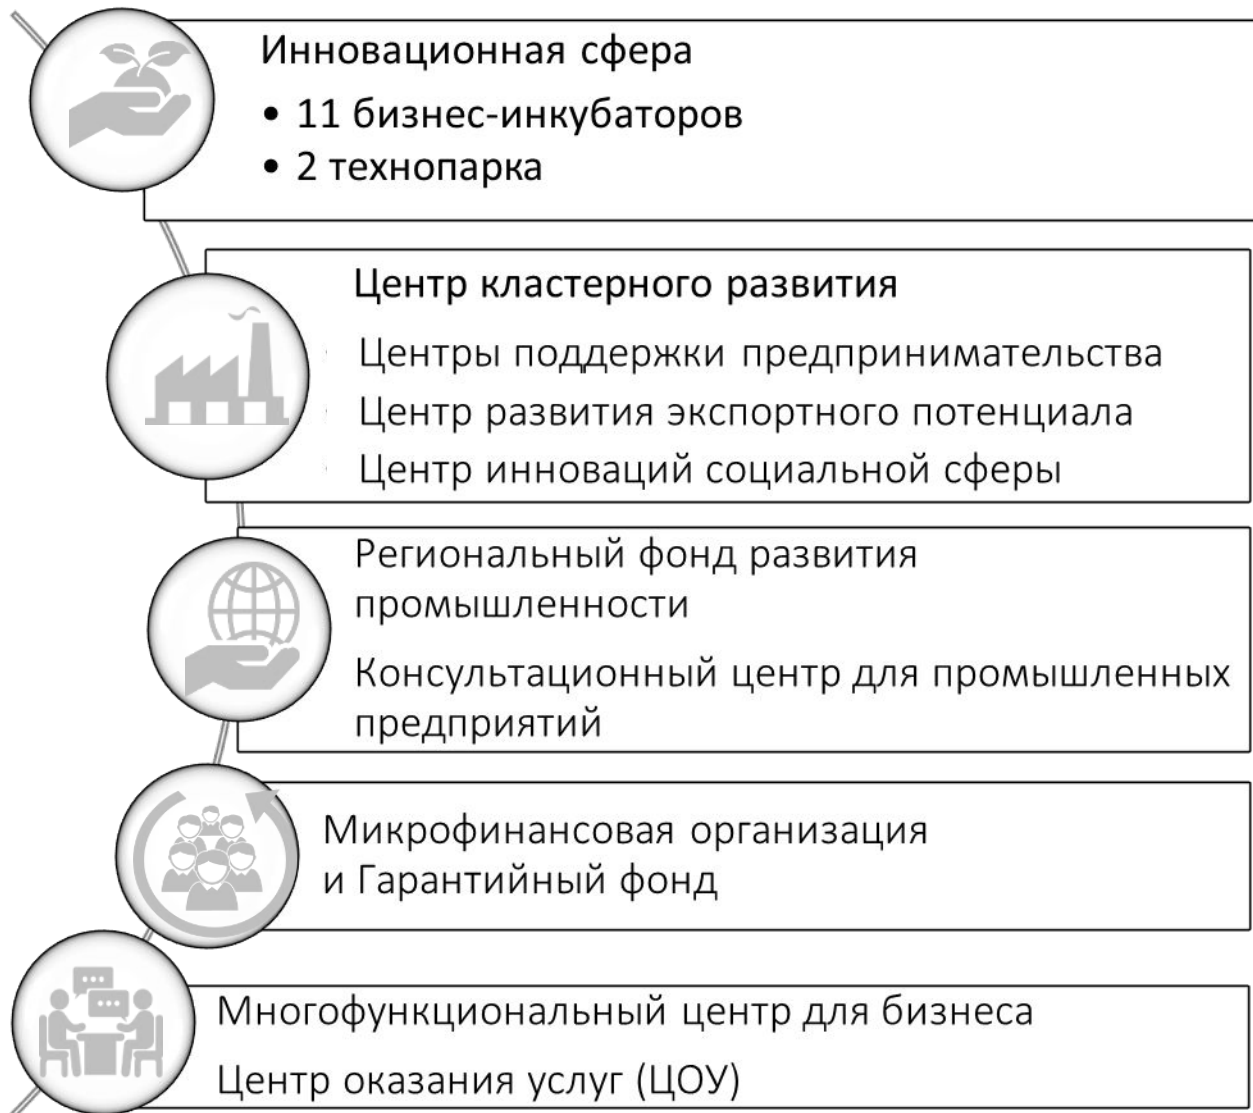 Инновационная сфера
• 11 бизнес-инкубаторов
• 2 технопарка
Центр кластерного развития
Центры поддержки предпринимательства
Центр развития экспортного потенциала
Центр инноваций социальной сферы
Региональный фонд развития
промышленности
Консультационный центр для промышленных
предприятий
Микрофинансовая организация
и Гарантийный фонд
Многофункциональный центр для бизнеса
Центр оказания услуг (ЦОУ)